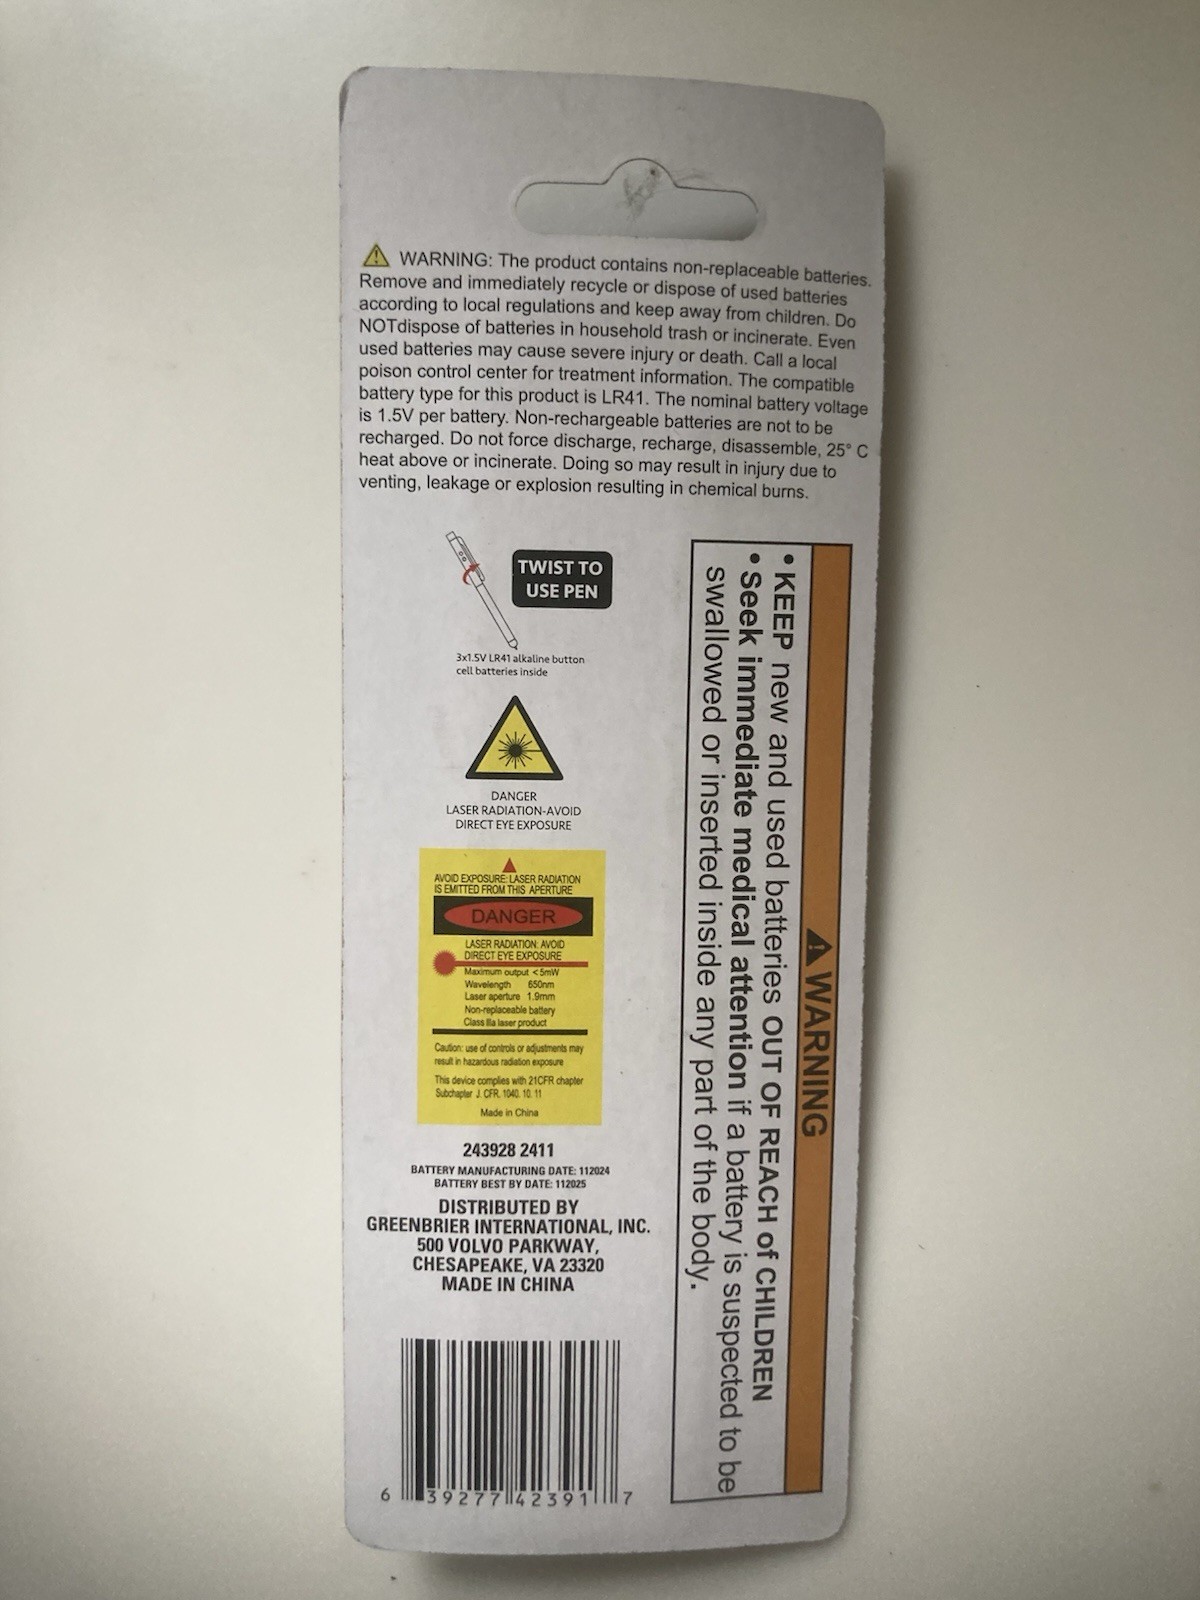 WARNING: The product contains non-replaceable batteries.
Remove and immediately recycle or dispose of used batteries
according to local regulations and keep away from children. Do
NOTdispose of batteries in household trash or incinerate. Even
used batteries may cause severe injury or death. Call a local
poison control center for treatment information. The compatible
battery type for this product is LR41. The nominal battery voltage
is 1.5V per battery. Non-rechargeable batteries are not to be
recharged. Do not force discharge, recharge, disassemble, 25° C
heat above or incinerate. Doing so may result in injury due to
venting, leakage or explosion resulting in chemical burns.
TWIST TO
USE PEN
3x1.5V LR41 alkaline button
cell batteries inside
DANGER
LASER RADIATION-AVOID
DIRECT EYE EXPOSURE
AVOID EXPOSURE: LASER RADIATION
IS EMITTED FROM THIS APERTURE
DANGER
LASER RADIATION: AVOID
DIRECT EYE EXPOSURE
Maximum output <5mW
Wavelength 650nm
Laser aperture 1.9mm
Non-replaceable battery
Class IIIa laser product
Caution: use of controls or adjustments may
result in hazardous radiation exposure
This device complies with 21CFR chapter
Subchapter J. CFR. 1040. 10. 11
Made in China
243928 2411
BATTERY MANUFACTURING DATE: 112024
BATTERY BEST BY DATE: 112025
DISTRIBUTED BY
GREENBRIER INTERNATIONAL, INC.
500 VOLVO PARKWAY,
CHESAPEAKE, VA 23320
MADE IN CHINA
6 39277 42391 7
WARNING
• KEEP new and used batteries OUT OF REACH of CHILDREN
• Seek immediate medical attention if a battery is suspected to be
swallowed or inserted inside any part of the body.